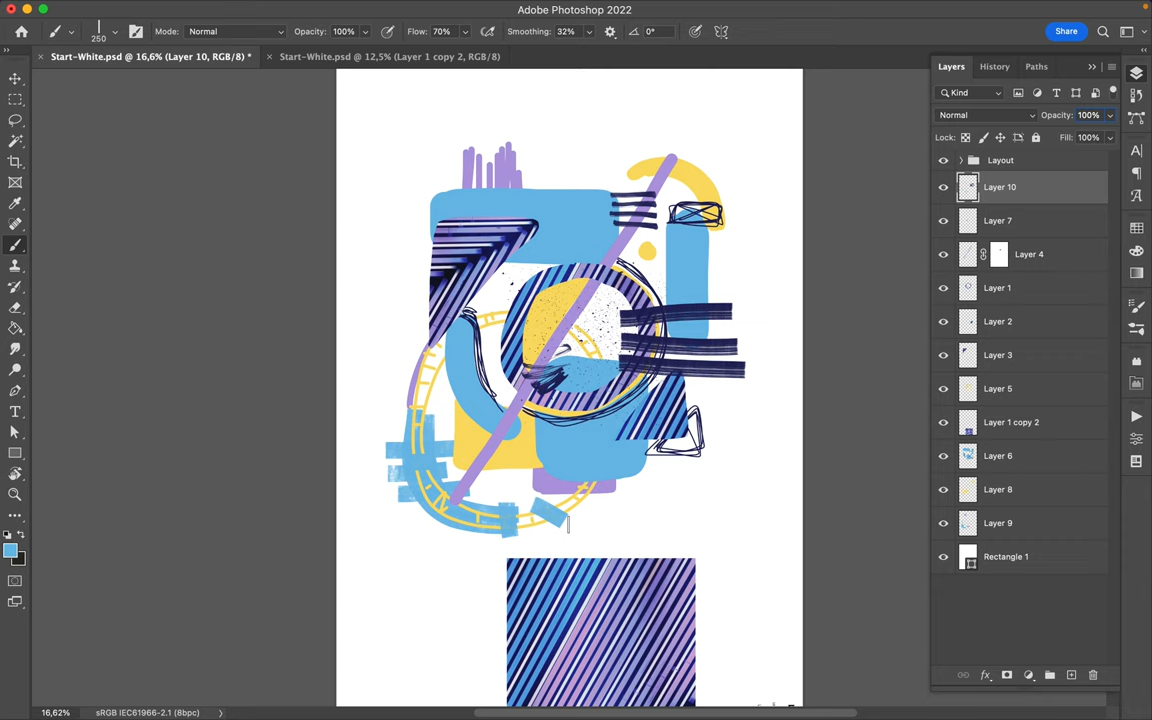 Adobe Photoshop 2022
250 Mode: Normal Opacity: 100% Flow: 70% Smoothing: 32% 0° Share
Start-White.psd @ 16,6% (Layer 10, RGB/8) * Start-White.psd @ 12,5% (Layer 1 copy 2, RGB/8)
Layers History Paths
Kind
Normal Opacity: 100%
Lock: Fill: 100%
Layout
Layer 10
Layer 7
Layer 4
Layer 1
Layer 2
Layer 3
Layer 5
Layer 1 copy 2
Layer 6
Layer 8
Layer 9
Rectangle 1
16,62% sRGB IEC61966-2.1 (8bpc)